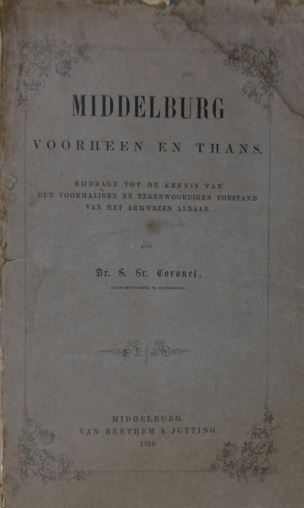 MIDDELBURG
VOORHEEN EN THANS.
BIJDRAGE TOT DE KENNIS VAN
DEN VOORMALIGEN EN TEGENWOORDIGEN TOESTAND
VAN HET ARMWEZEN ALDAAR.
DOOR
Dr. S. Sr. Coronel,
MIDDELBURG.
VAN BENTHEM & JUTTING.
1859.